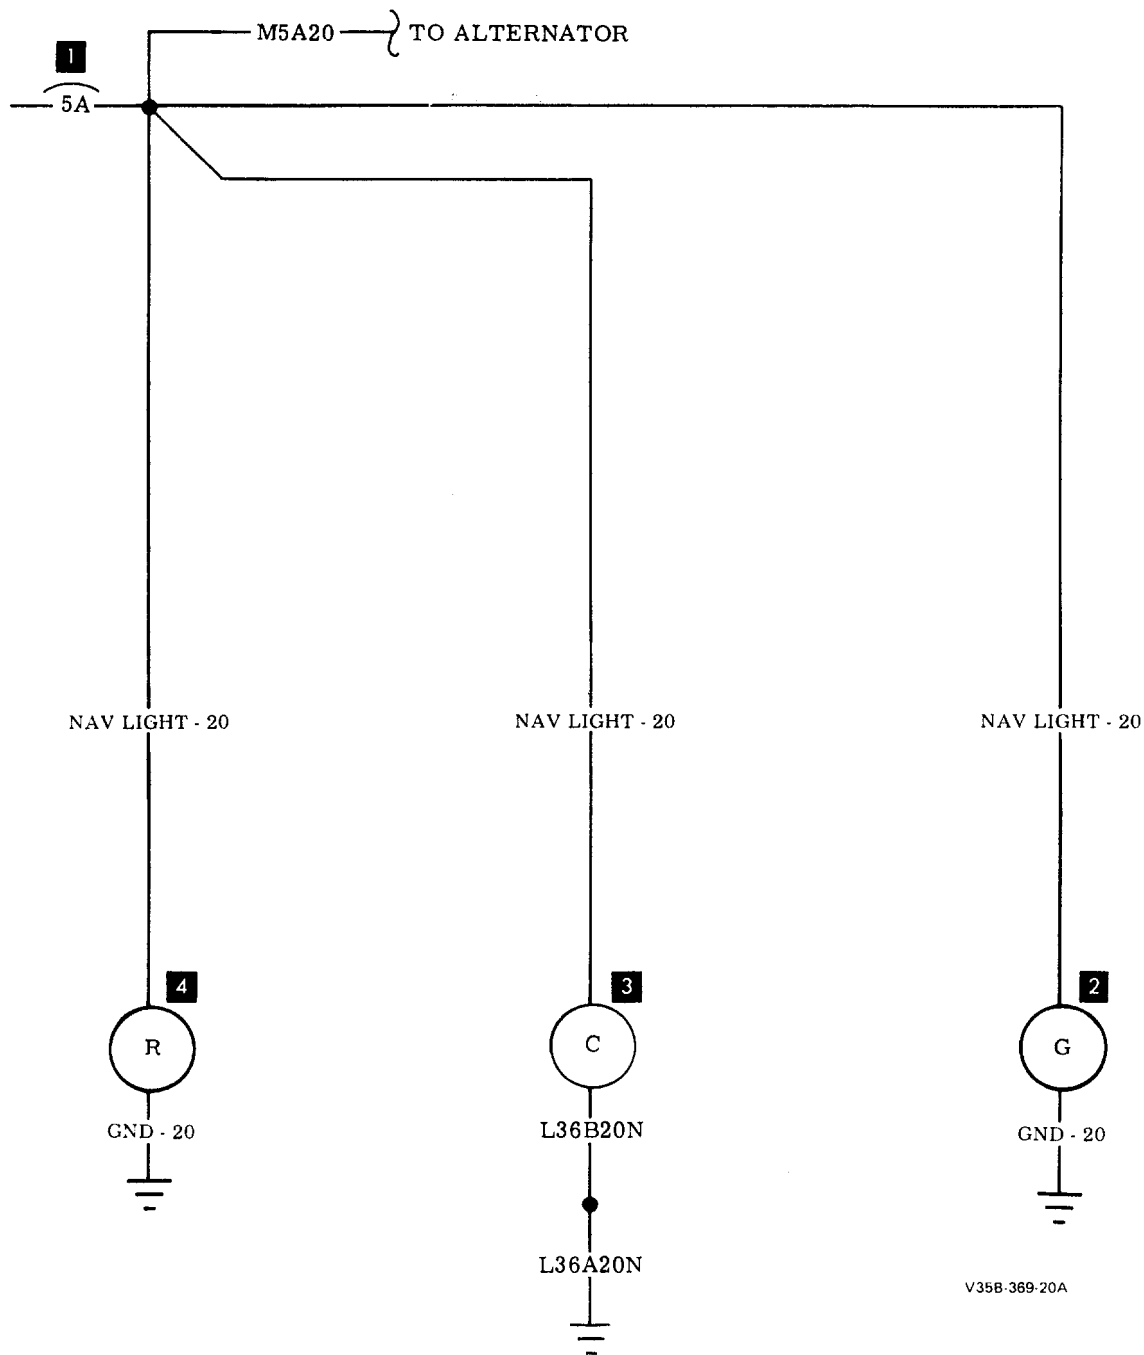 M5A20 TO ALTERNATOR
1
5A
NAV LIGHT - 20 NAV LIGHT - 20 NAV LIGHT - 20
4 3 2
R C G
GND - 20 L36B20N GND - 20
L36A20N
V35B-369-20A